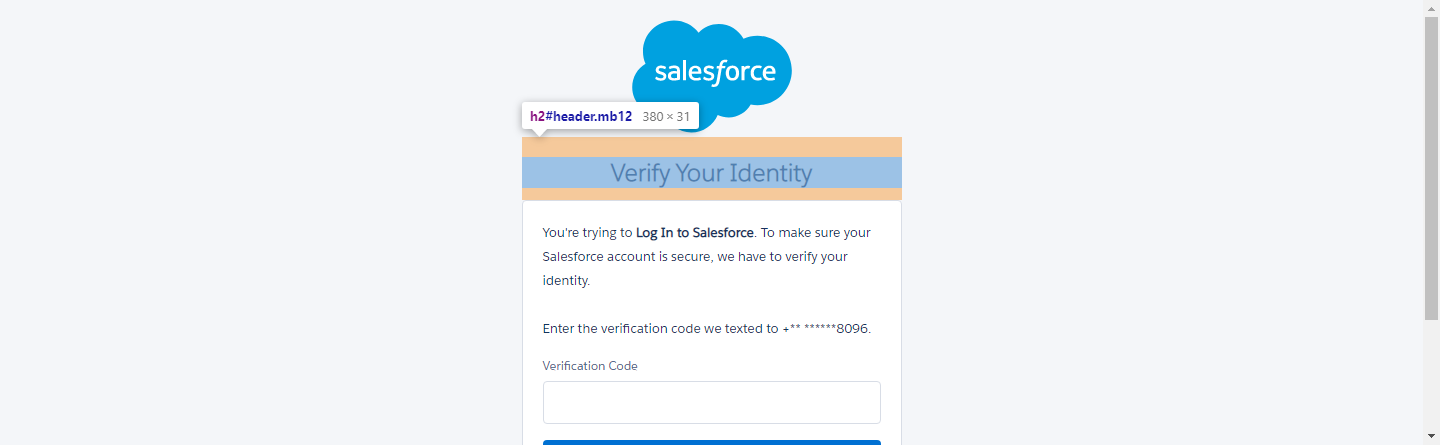 salesforce
h2#header.mb12 380 × 31
Verify Your Identity
You're trying to Log In to Salesforce. To make sure your
Salesforce account is secure, we have to verify your
identity.
Enter the verification code we texted to +** ******8096.
Verification Code